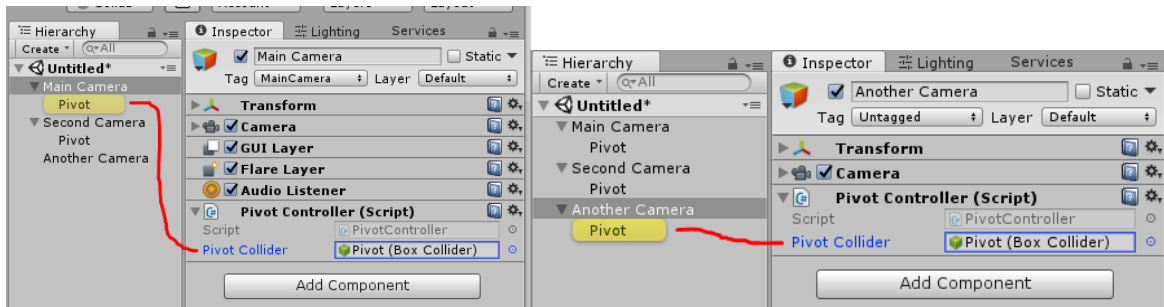 Account
Hierarchy
Create
All
Untitled*
Main Camera
Pivot
Second Camera
Pivot
Another Camera
Inspector Lighting Services
Main Camera Static
Tag MainCamera Layer Default
Transform
Camera
GUI Layer
Flare Layer
Audio Listener
Pivot Controller (Script)
Script PivotController
Pivot Collider Pivot (Box Collider)
Add Component
Hierarchy
Create
All
Untitled*
Main Camera
Pivot
Second Camera
Pivot
Another Camera
Pivot
Inspector Lighting Services
Another Camera Static
Tag Untagged Layer Default
Transform
Camera
Pivot Controller (Script)
Script PivotController
Pivot Collider Pivot (Box Collider)
Add Component